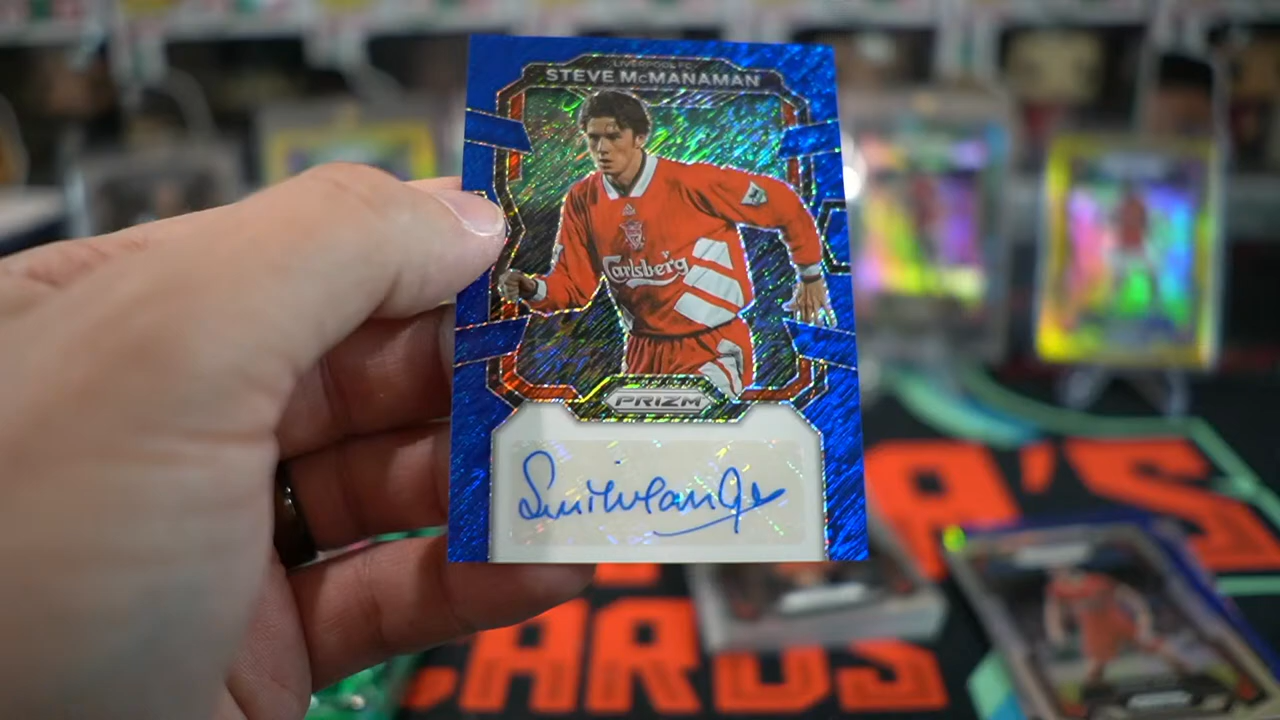 LIVERPOOL FC
STEVE McMANAMAN
Carlsberg
PRIZM
A'S
CARDS